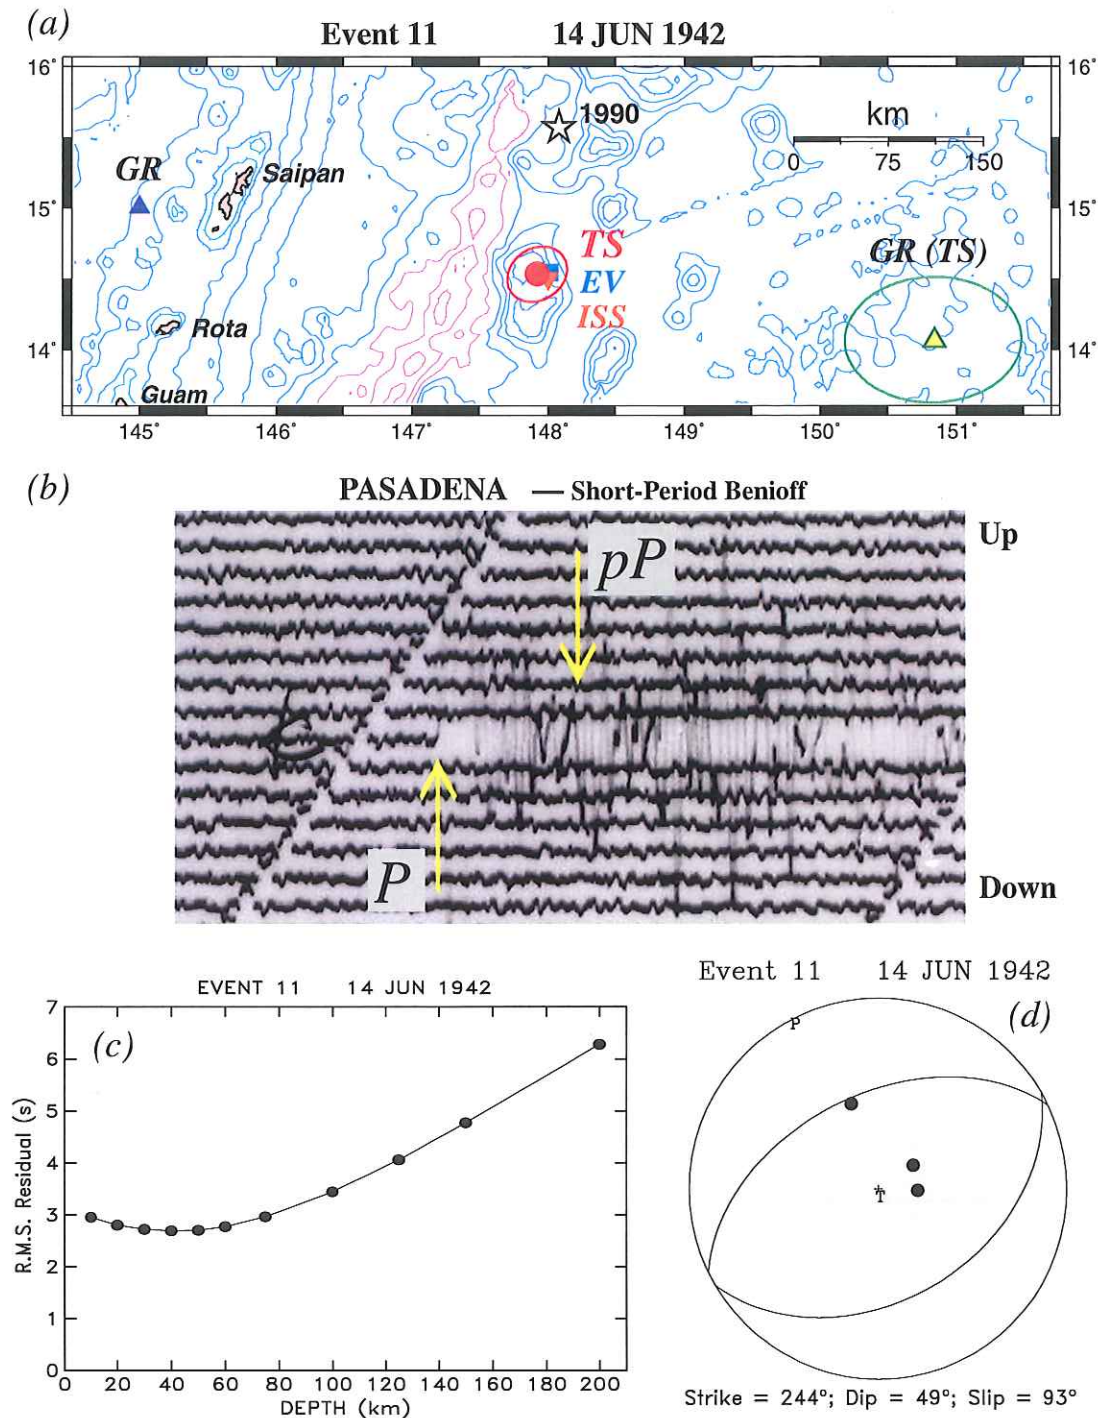 (a)
Event 11 14 JUN 1942
16° 16°
1990
km
0 75 150
GR
Saipan
15° 15°
TS
GR (TS)
EV
ISS
Rota
14° 14°
Guam
145° 146° 147° 148° 149° 150° 151°
(b)
PASADENA — Short-Period Benioff
Up
pP
P
Down
EVENT 11 14 JUN 1942
(c)
7
6
5
4
3
2
1
0
R.M.S. Residual (s)
0 20 40 60 80 100 120 140 160 180 200
DEPTH (km)
Event 11 14 JUN 1942
(d)
P
T
Strike = 244°; Dip = 49°; Slip = 93°